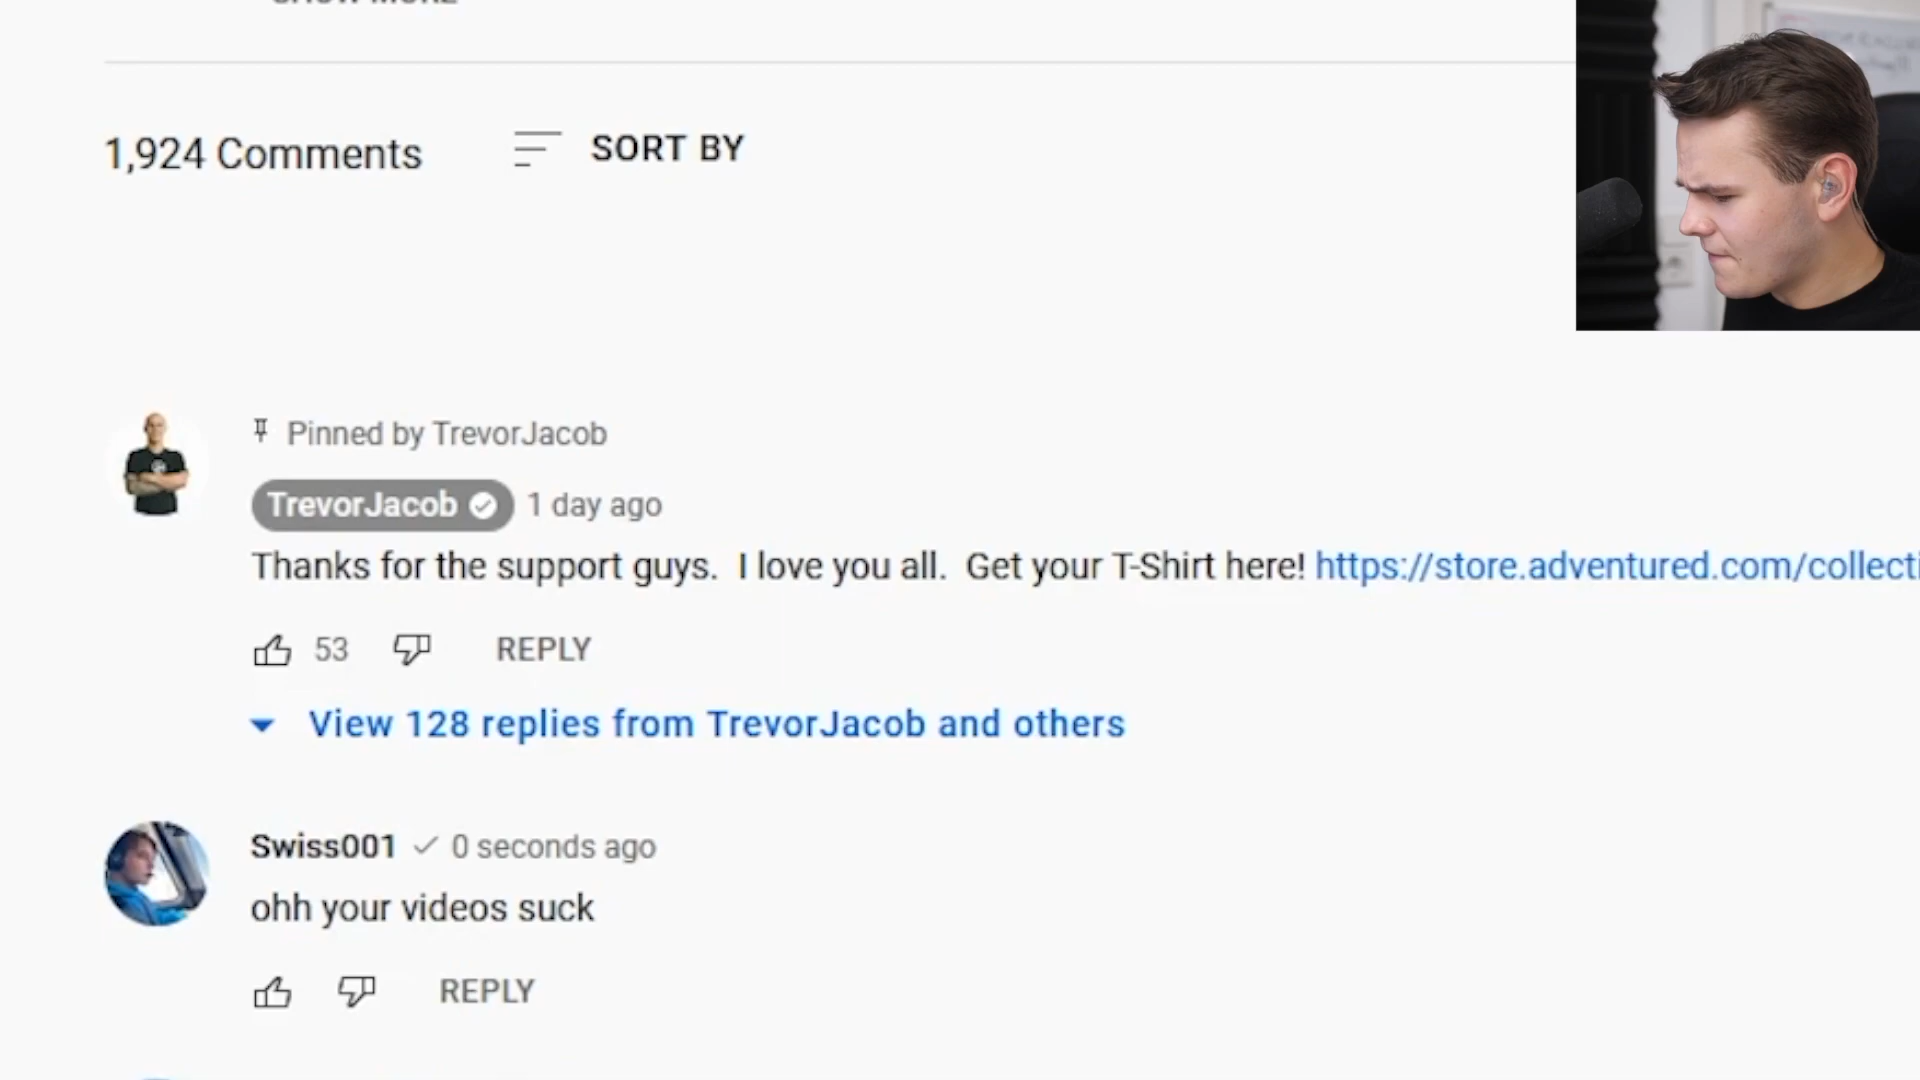 SHOW MORE
1,924 Comments
SORT BY
Pinned by TrevorJacob
TrevorJacob
1 day ago
Thanks for the support guys.  I love you all.  Get your T-Shirt here! https://store.adventured.com/collecti
53
REPLY
View 128 replies from TrevorJacob and others
Swiss001
0 seconds ago
ohh your videos suck
REPLY